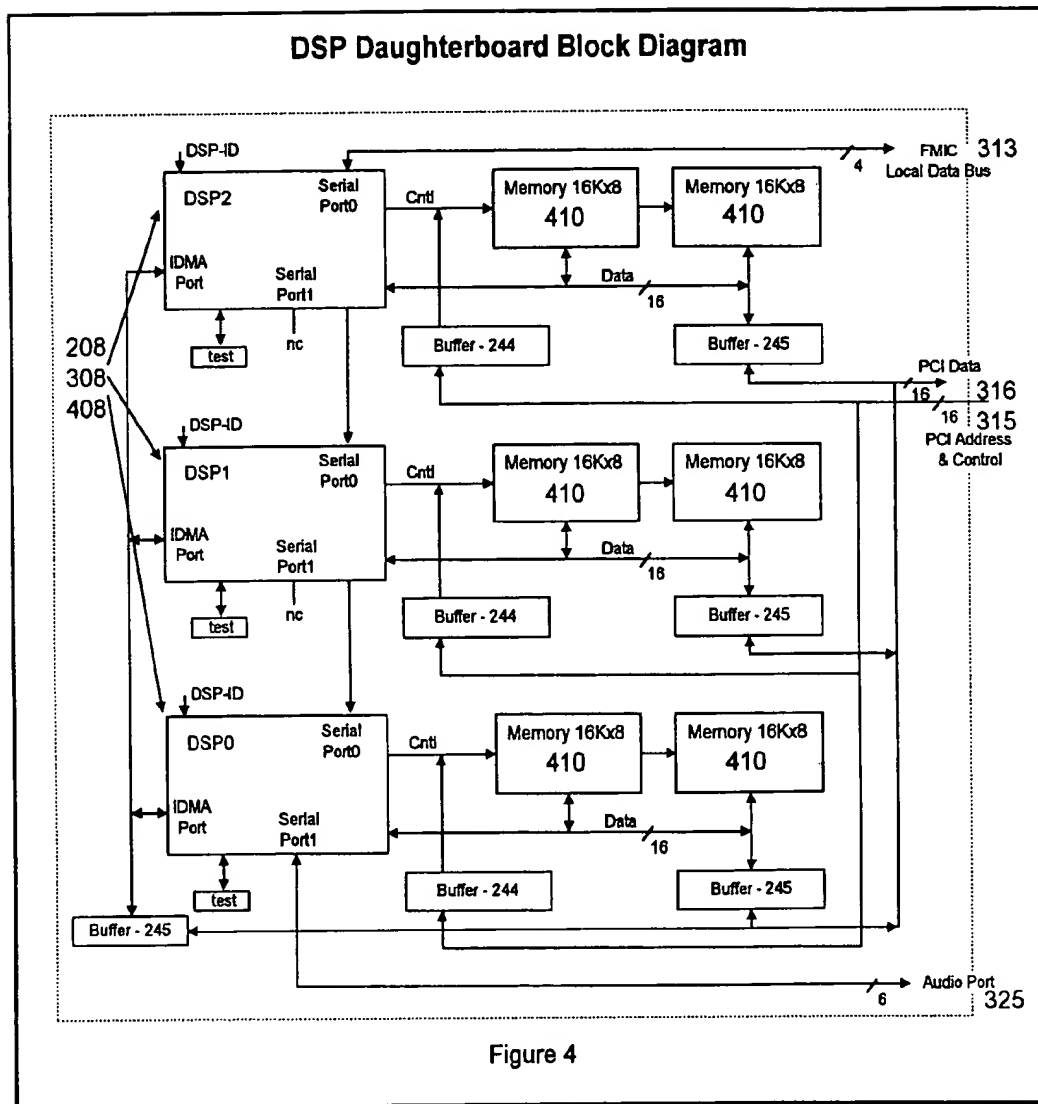 DSP Daughterboard Block Diagram
DSP-ID
DSP2
Serial
Port0
IDMA
Port
Serial
Port1
test
nc
Cntl
Memory 16Kx8
410
Memory 16Kx8
410
Data
16
Buffer - 244
Buffer - 245
4
FMIC 313
Local Data Bus
208
308
408
PCI Data
16
316
16
315
PCI Address
& Control
DSP-ID
DSP1
Serial
Port0
IDMA
Port
Serial
Port1
test
nc
Cntl
Memory 16Kx8
410
Memory 16Kx8
410
Data
16
Buffer - 244
Buffer - 245
DSP-ID
DSP0
Serial
Port0
IDMA
Port
Serial
Port1
test
Cntl
Memory 16Kx8
410
Memory 16Kx8
410
Data
16
Buffer - 244
Buffer - 245
Buffer - 245
6
Audio Port
325
Figure 4